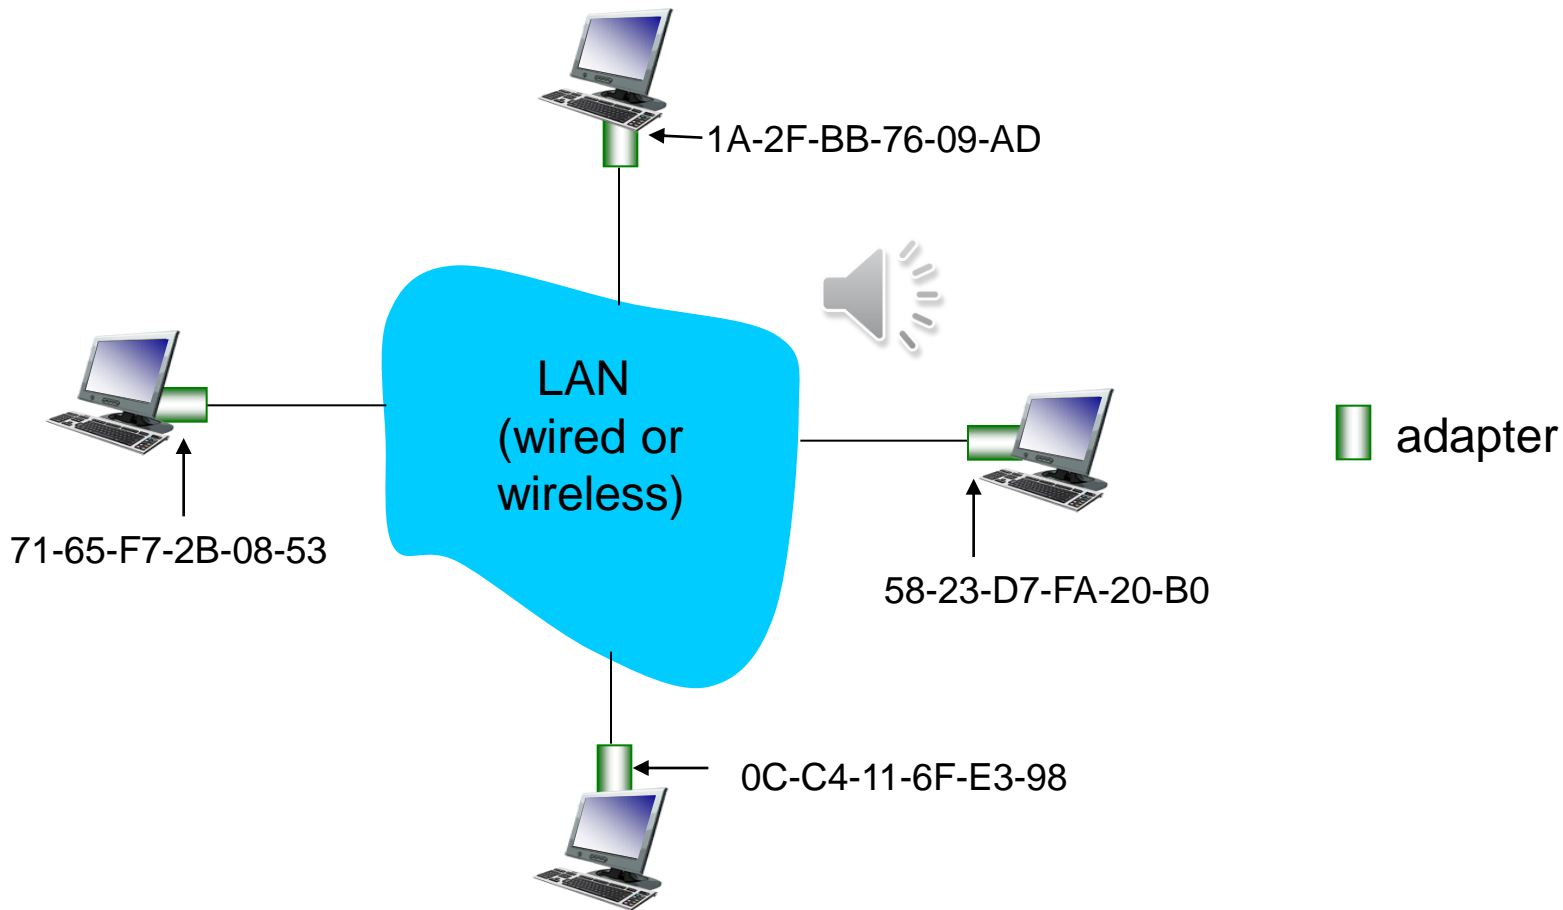 1A-2F-BB-76-09-AD
LAN
(wired or
wireless)
adapter
71-65-F7-2B-08-53
58-23-D7-FA-20-B0
0C-C4-11-6F-E3-98